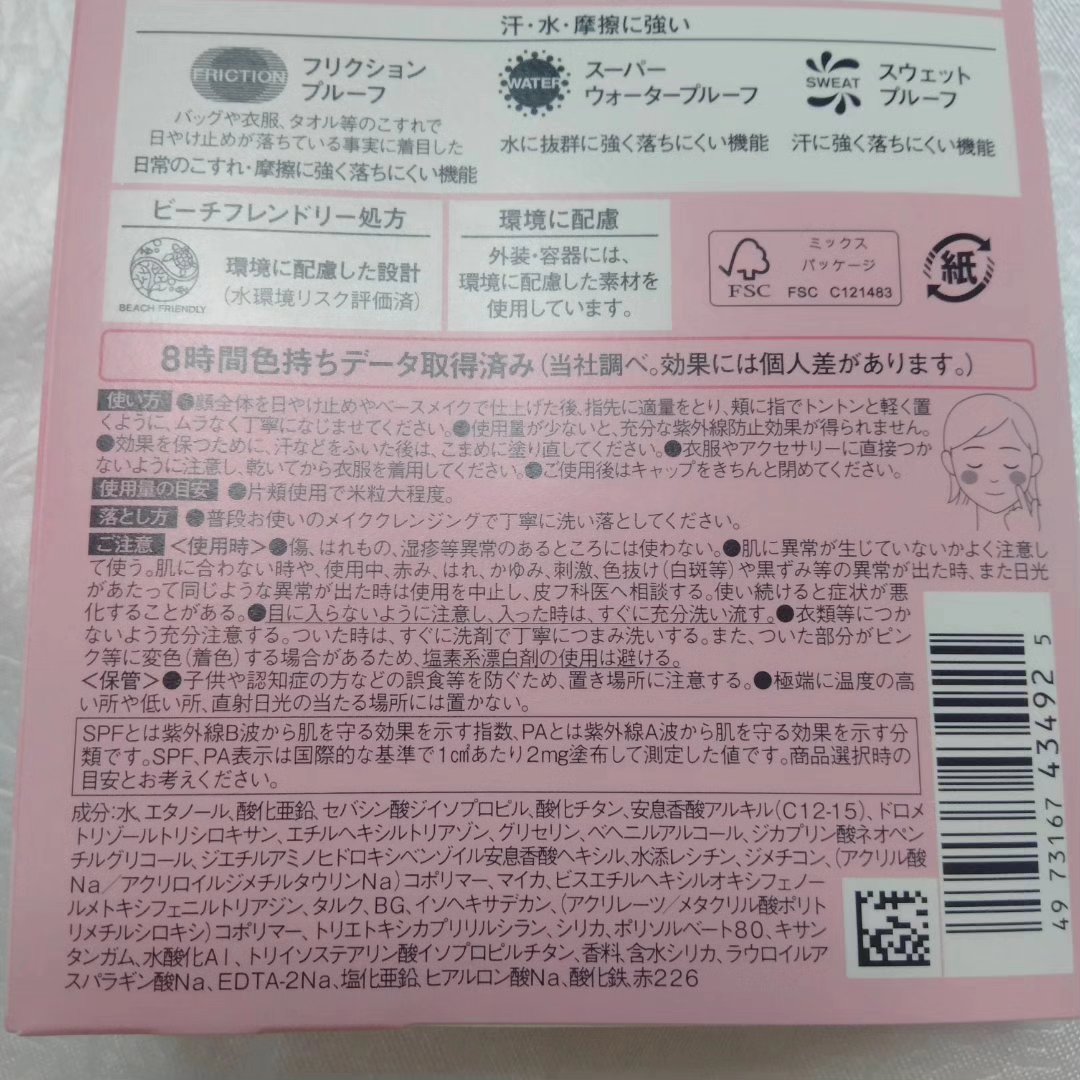 汗・水・摩擦に強い
FRICTION
フリクション
プルーフ
バッグや衣服、タオル等のこすれで
日やけ止めが落ちている事実に着目した
日常のこすれ・摩擦に強く落ちにくい機能
WATER
スーパー
ウォータープルーフ
水に抜群に強く落ちにくい機能
SWEAT
スウェット
プルーフ
汗に強く落ちにくい機能
ビーチフレンドリー処方
BEACH FRIENDLY
環境に配慮した設計
(水環境リスク評価済)
環境に配慮
外装・容器には、
環境に配慮した素材を
使用しています。
FSC
ミックス
パッケージ
FSC C121483
紙
8時間色持ちデータ取得済み(当社調べ。効果には個人差があります。)
使い方 ●顔全体を日やけ止めやベースメイクで仕上げた後、指先に適量をとり、頬に指でトントンと軽く置
くように、ムラなく丁寧になじませてください。●使用量が少ないと、充分な紫外線防止効果が得られません。
●効果を保つために、汗などをふいた後は、こまめに塗り直してください。●衣服やアクセサリーに直接つか
ないように注意し、乾いてから衣服を着用してください。●ご使用後はキャップをきちんと閉めてください。
使用量の目安 ●片頬使用で米粒大程度。
落とし方 ●普段お使いのメイククレンジングで丁寧に洗い落としてください。
ご注意 <使用時>●傷、はれもの、湿疹等異常のあるところには使わない。●肌に異常が生じていないかよく注意し
て使う。肌に合わない時や、使用中、赤み、はれ、かゆみ、刺激、色抜け(白斑等)や黒ずみ等の異常が出た時、また日光
があたって同じような異常が出た時は使用を中止し、皮フ科医へ相談する。使い続けると症状が悪
化することがある。●目に入らないように注意し、入った時は、すぐに充分洗い流す。●衣類等につか
ないよう充分注意する。ついた時は、すぐに洗剤で丁寧につまみ洗いする。また、ついた部分がピン
ク等に変色(着色)する場合があるため、塩素系漂白剤の使用は避ける。
<保管>●子供や認知症の方などの誤食等を防ぐため、置き場所に注意する。●極端に温度の高
い所や低い所、直射日光の当たる場所には置かない。
SPFとは紫外線B波から肌を守る効果を示す指数、PAとは紫外線A波から肌を守る効果を示す分
類です。SPF、PA表示は国際的な基準で1㎠あたり2mg塗布して測定した値です。商品選択時の
目安とお考えください。
成分:水、エタノール、酸化亜鉛、セバシン酸ジイソプロピル、酸化チタン、安息香酸アルキル(C12-15)、ドロメ
トリゾールトリシロキサン、エチルヘキシルトリアゾン、グリセリン、ベヘニルアルコール、ジカプリン酸ネオペン
チルグリコール、ジエチルアミノヒドロキシベンゾイル安息香酸ヘキシル、水添レシチン、ジメチコン、(アクリル酸
Na/アクリロイルジメチルタウリンNa)コポリマー、マイカ、ビスエチルヘキシルオキシフェノー
ルメトキシフェニルトリアジン、タルク、BG、イソヘキサデカン、(アクリレーツ/メタクリル酸ポリト
リメチルシロキシ)コポリマー、トリエトキシカプリリルシラン、シリカ、ポリソルベート80、キサン
タンガム、水酸化Al、トリイソステアリン酸イソプロピルチタン、香料、含水シリカ、ラウロイルア
スパラギン酸Na、EDTA-2Na、塩化亜鉛、ヒアルロン酸Na、酸化鉄、赤226
4973167434925